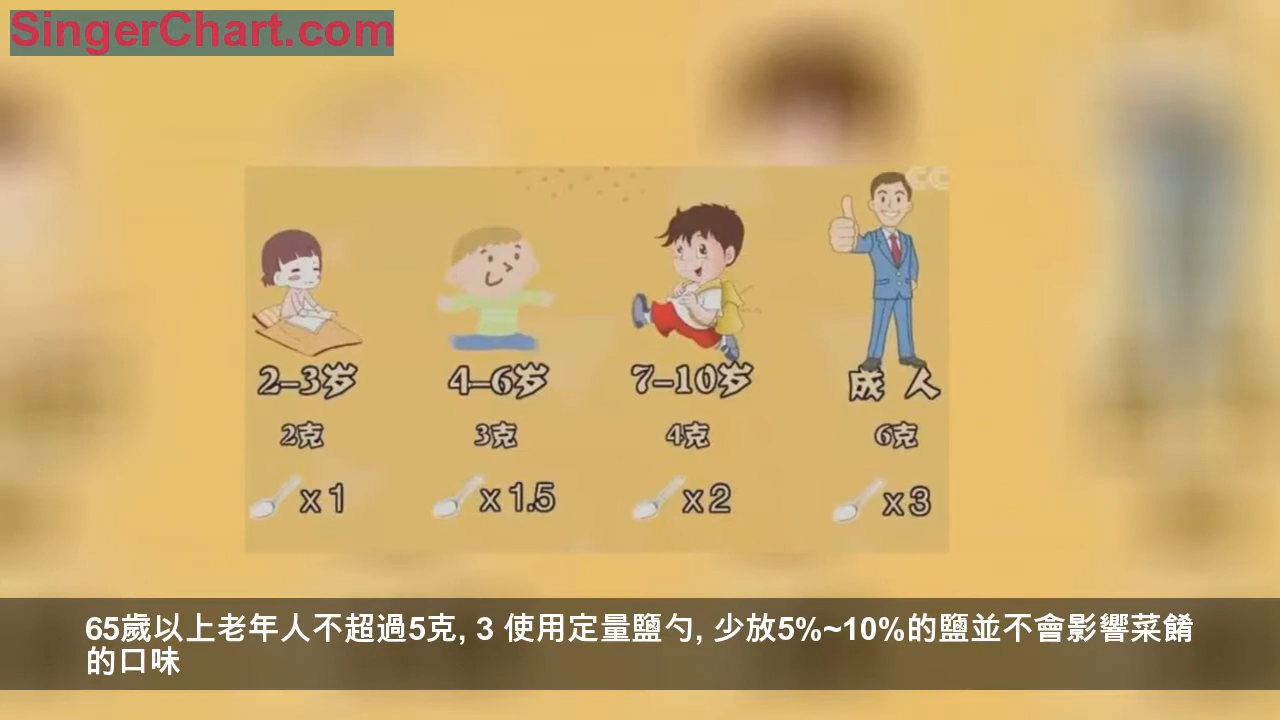 SingerChart.com
CC
2-3岁 4-6岁 7-10岁 成 人
2克 3克 4克 6克
x1 x1.5 x2 x3
65歲以上老年人不超過5克, 3 使用定量鹽勺, 少放5%~10%的鹽並不會影響菜餚
的口味